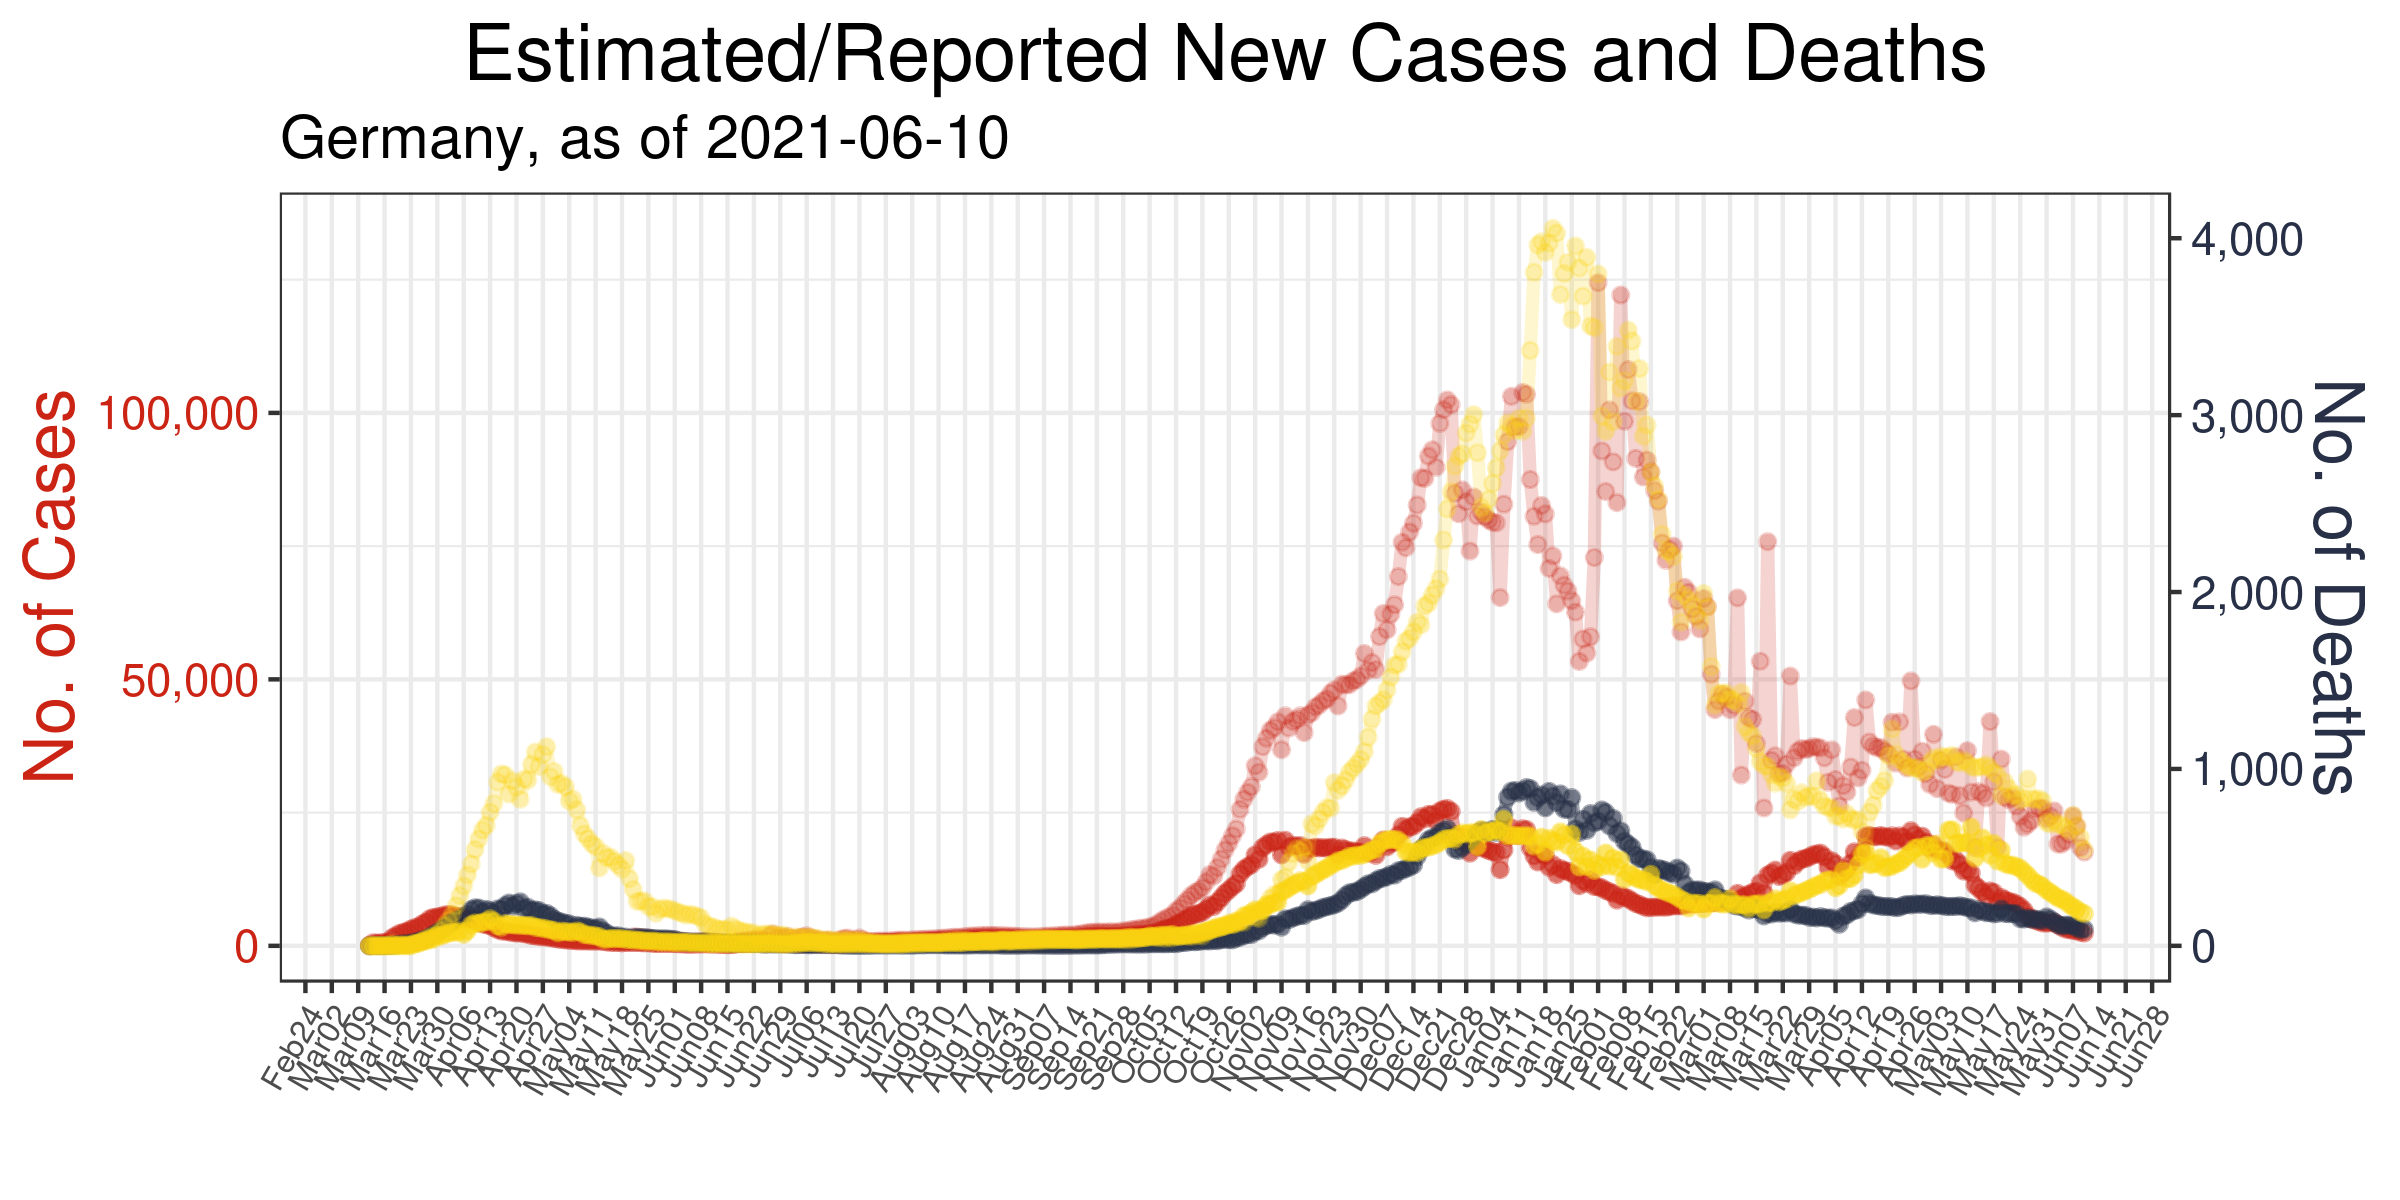 Estimated/Reported New Cases and Deaths
Germany, as of 2021-06-10
No. of Cases
100,000
50,000
0
4,000
3,000
2,000
1,000
0
No. of Deaths
Feb24
Mar02
Mar09
Mar16
Mar23
Mar30
Apr06
Apr13
Apr20
Apr27
May04
May11
May18
May25
Jun01
Jun08
Jun15
Jun22
Jun29
Jul06
Jul13
Jul20
Jul27
Aug03
Aug10
Aug17
Aug24
Aug31
Sep07
Sep14
Sep21
Sep28
Oct05
Oct12
Oct19
Oct26
Nov02
Nov09
Nov16
Nov23
Nov30
Dec07
Dec14
Dec21
Dec28
Jan04
Jan11
Jan18
Jan25
Feb01
Feb08
Feb15
Feb22
Mar01
Mar08
Mar15
Mar22
Mar29
Apr05
Apr12
Apr19
Apr26
May03
May10
May17
May24
May31
Jun07
Jun14
Jun21
Jun28